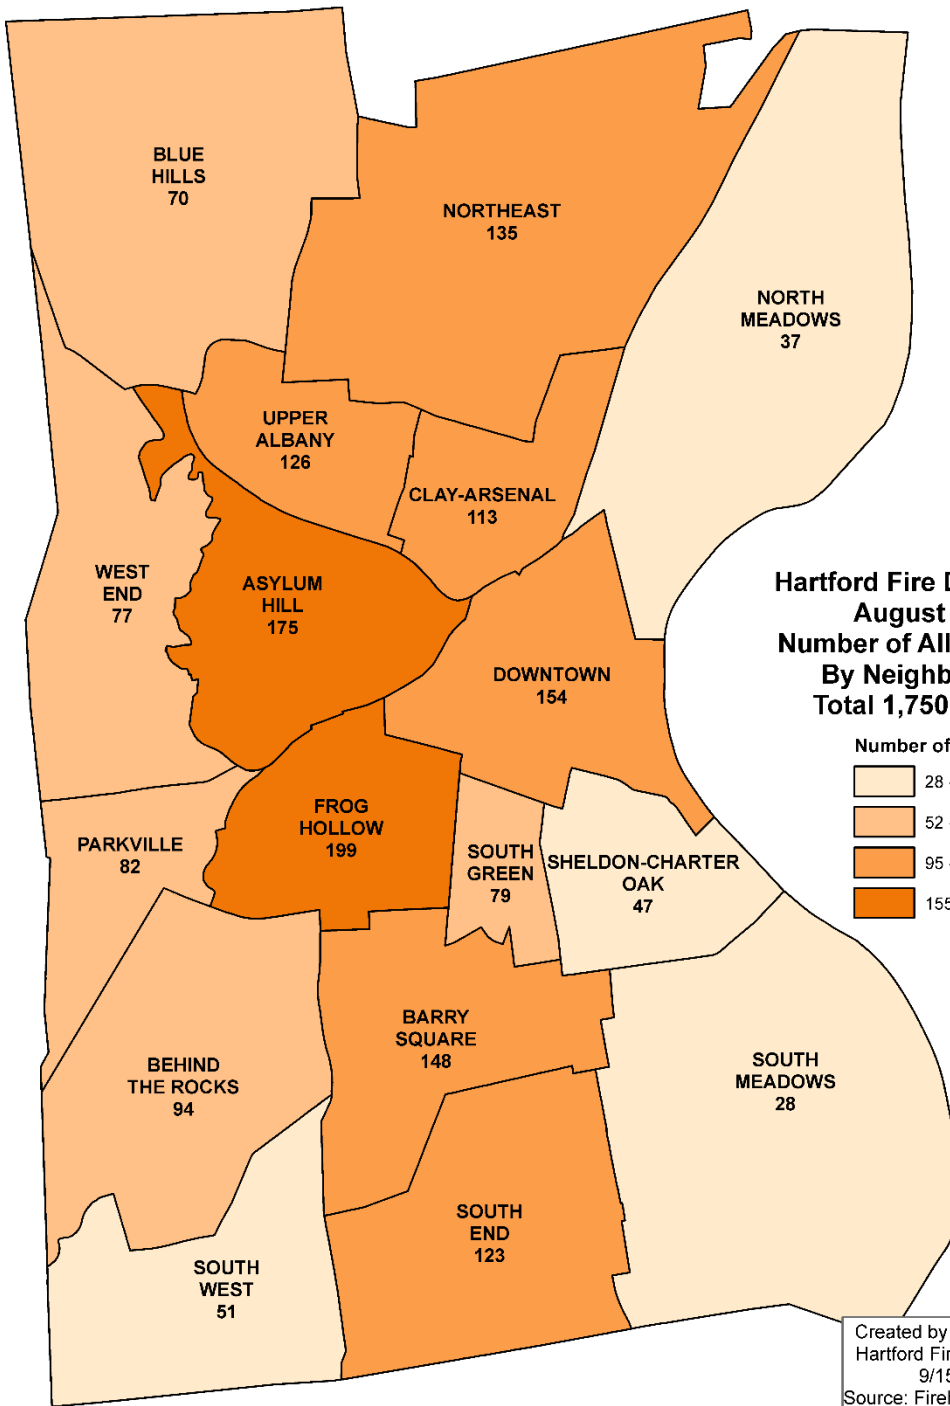 BLUE
HILLS
70
NORTHEAST
135
NORTH
MEADOWS
37
UPPER
ALBANY
126
CLAY-ARSENAL
113
WEST
END
77
ASYLUM
HILL
175
DOWNTOWN
154
Hartford Fire
August
Number of All
By
Total 1,750
Number of
28
52
95
155
FROG
HOLLOW
199
PARKVILLE
82
SOUTH
GREEN
79
SHELDON-CHARTER
OAK
47
BARRY
SQUARE
148
SOUTH
MEADOWS
28
BEHIND
THE ROCKS
94
SOUTH
END
123
SOUTH
WEST
51
Created by
Hartford
9/15
Source: